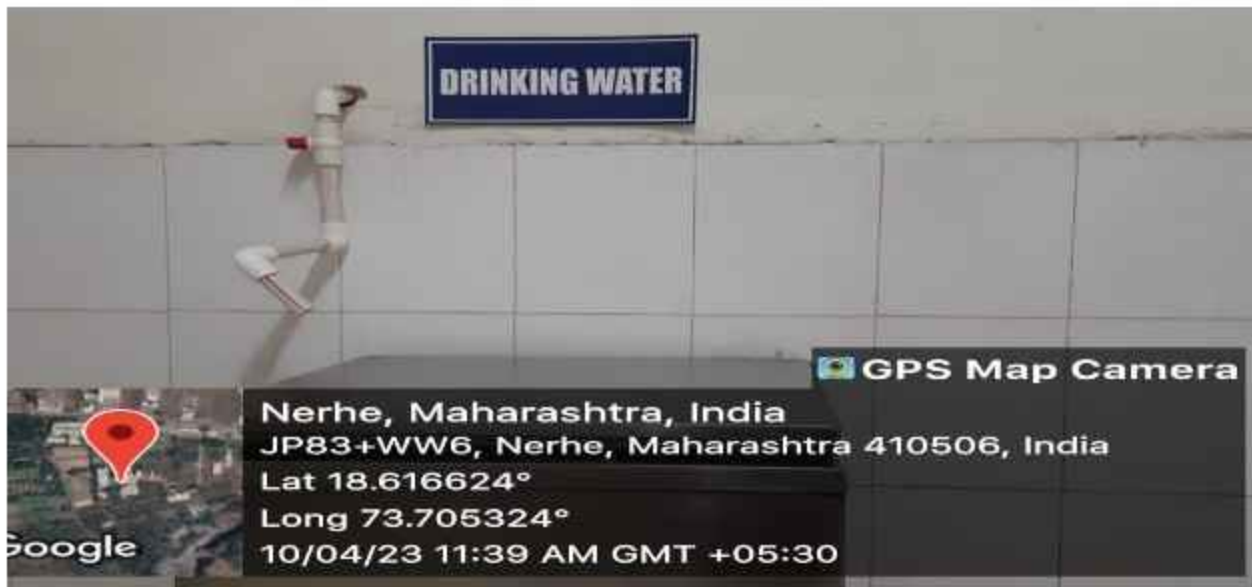 DRINKING WATER
GPS Map Camera
Nerhe, Maharashtra, India
JP83+WW6, Nerhe, Maharashtra 410506, India
Lat 18.616624°
Long 73.705324°
10/04/23 11:39 AM GMT +05:30
Google